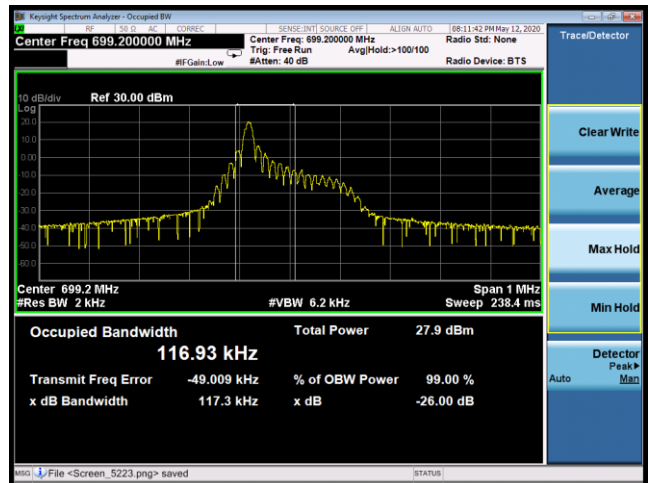 Keysight Spectrum Analyzer - Occupied BW
RF 50 Ω AC CORREC SENSE:INT SOURCE OFF ALIGN AUTO 08:11:42 PM May 12, 2020
Center Freq 699.200000 MHz
Center Freq: 699.200000 MHz
Radio Std: None
Trig: Free Run Avg|Hold:>100/100
#IFGain:Low #Atten: 40 dB Radio Device: BTS
Trace/Detector
10 dB/div Ref 30.00 dBm
Log
20.0
10.0
0.00
-10.0
-20.0
-30.0
-40.0
-50.0
-60.0
Center 699.2 MHz Span 1 MHz
#Res BW 2 kHz #VBW 6.2 kHz Sweep 238.4 ms
Occupied Bandwidth Total Power 27.9 dBm
116.93 kHz
Transmit Freq Error -49.009 kHz % of OBW Power 99.00 %
x dB Bandwidth 117.3 kHz x dB -26.00 dB
Clear Write
Average
Max Hold
Min Hold
Detector
Peak▶
Auto Man
MSG File <Screen_5223.png> saved STATUS